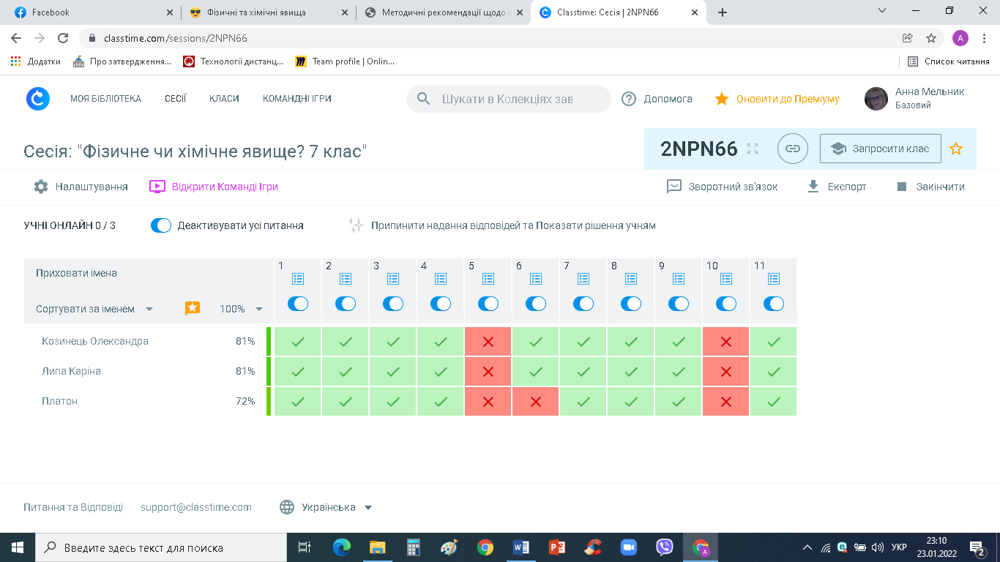 Facebook
Фізичні та хімічні явища
Методичні рекомендації щодо
Classtime: Сесія | 2NPN66
classtime.com/sessions/2NPN66
A
Додатки
Про затвердження...
Технології дистанц...
Team profile | Onlin...
Список читання
МОЯ БІБЛІОТЕКА
СЕСІЇ
КЛАСИ
КОМАНДНІ ІГРИ
Шукати в Колекціях зав
Допомога
Оновити до Преміуму
Анна Мельник
Базовий
Сесія: "Фізичне чи хімічне явище? 7 клас"
2NPN66
Запросити клас
Налаштування
Відкрити Команді Ігри
Зворотний зв'язок
Експорт
Закінчити
УЧНІ ОНЛАЙН 0 / 3
Деактивувати усі питання
Припинити надання відповідей та Показати рішення учням
Приховати імена
1 2 3 4 5 6 7 8 9 10 11
Сортувати за іменем
100%
Козинець Олександра 81%
Липа Каріна 81%
Платон 72%
Питання та Відповіді
support@classtime.com
Українська
Введите здесь текст для поиска
УКР
23:10
23.01.2022
2